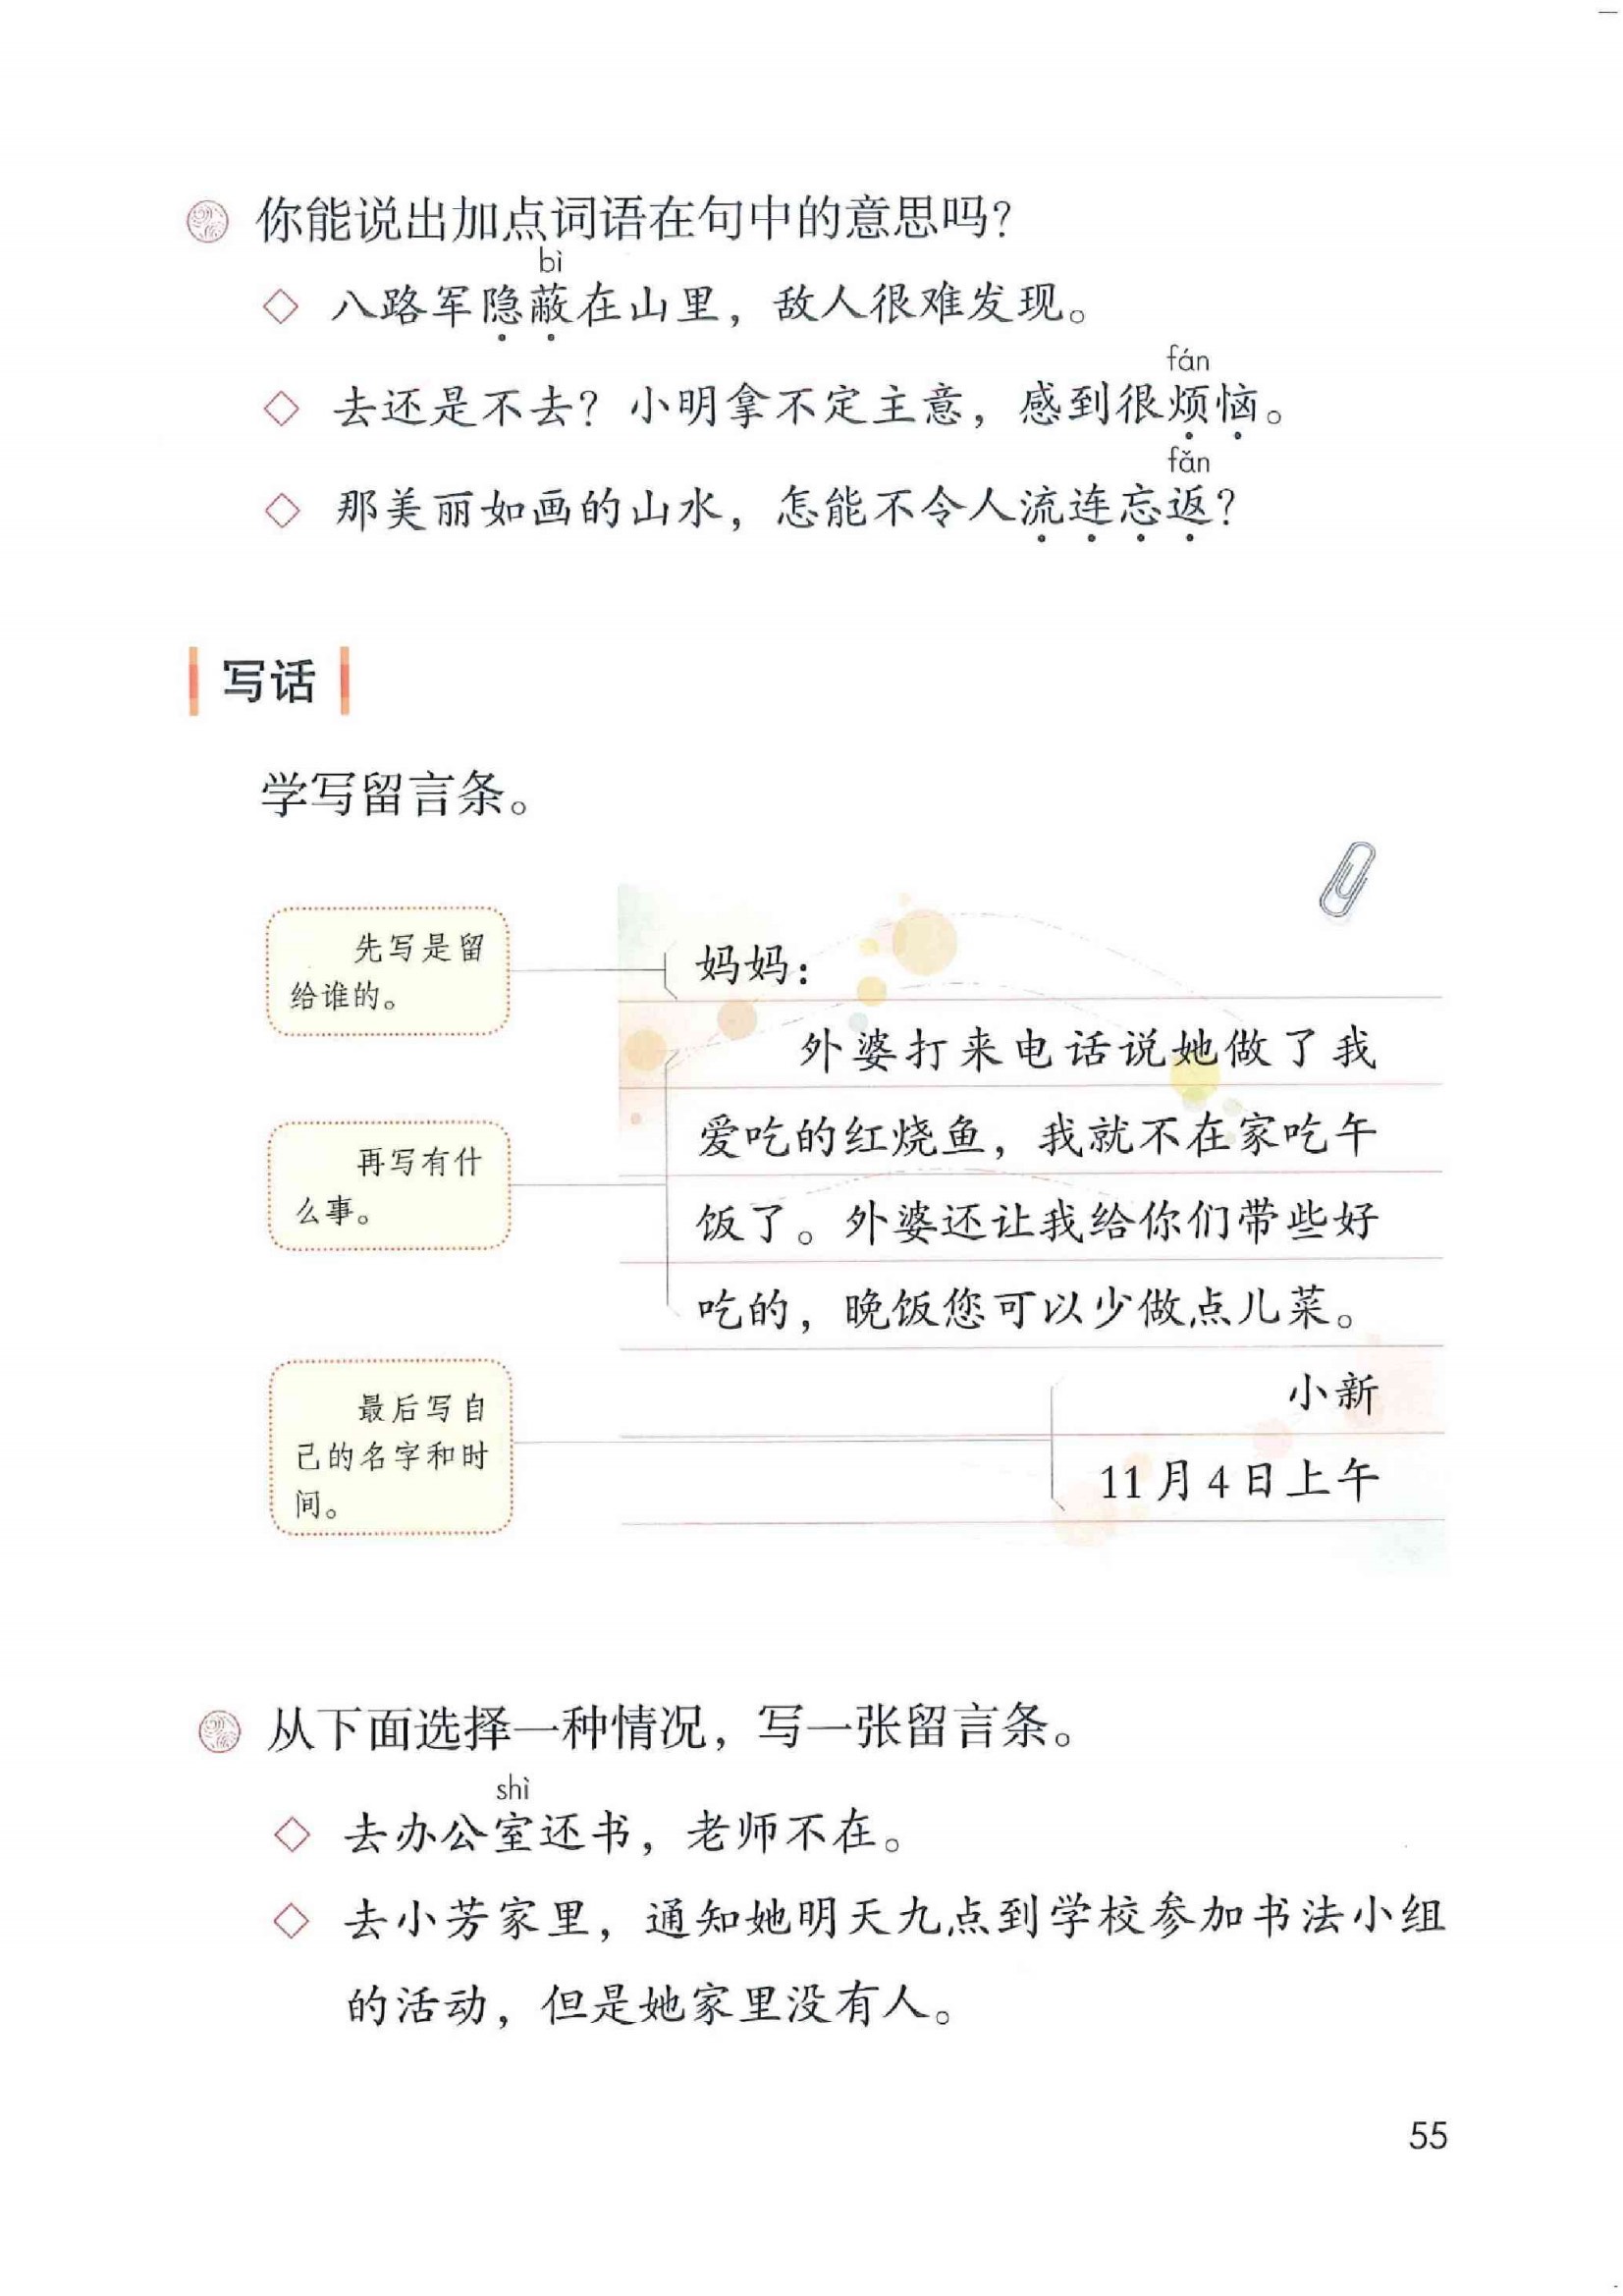 你能说出加点词语在句中的意思吗？
bì
八路军隐蔽在山里，敌人很难发现。
fán
去还是不去？小明拿不定主意，感到很烦恼。
fǎn
那美丽如画的山水，怎能不令人流连忘返？
写话
学写留言条。
先写是留
给谁的。
妈妈：
再写有什
么事。
外婆打来电话说她做了我
爱吃的红烧鱼，我就不在家吃午
饭了。外婆还让我给你们带些好
吃的，晚饭您可以少做点儿菜。
最后写自
己的名字和时
间。
小新
11月4日上午
从下面选择一种情况，写一张留言条。
shì
去办公室还书，老师不在。
去小芳家里，通知她明天九点到学校参加书法小组
的活动，但是她家里没有人。
55